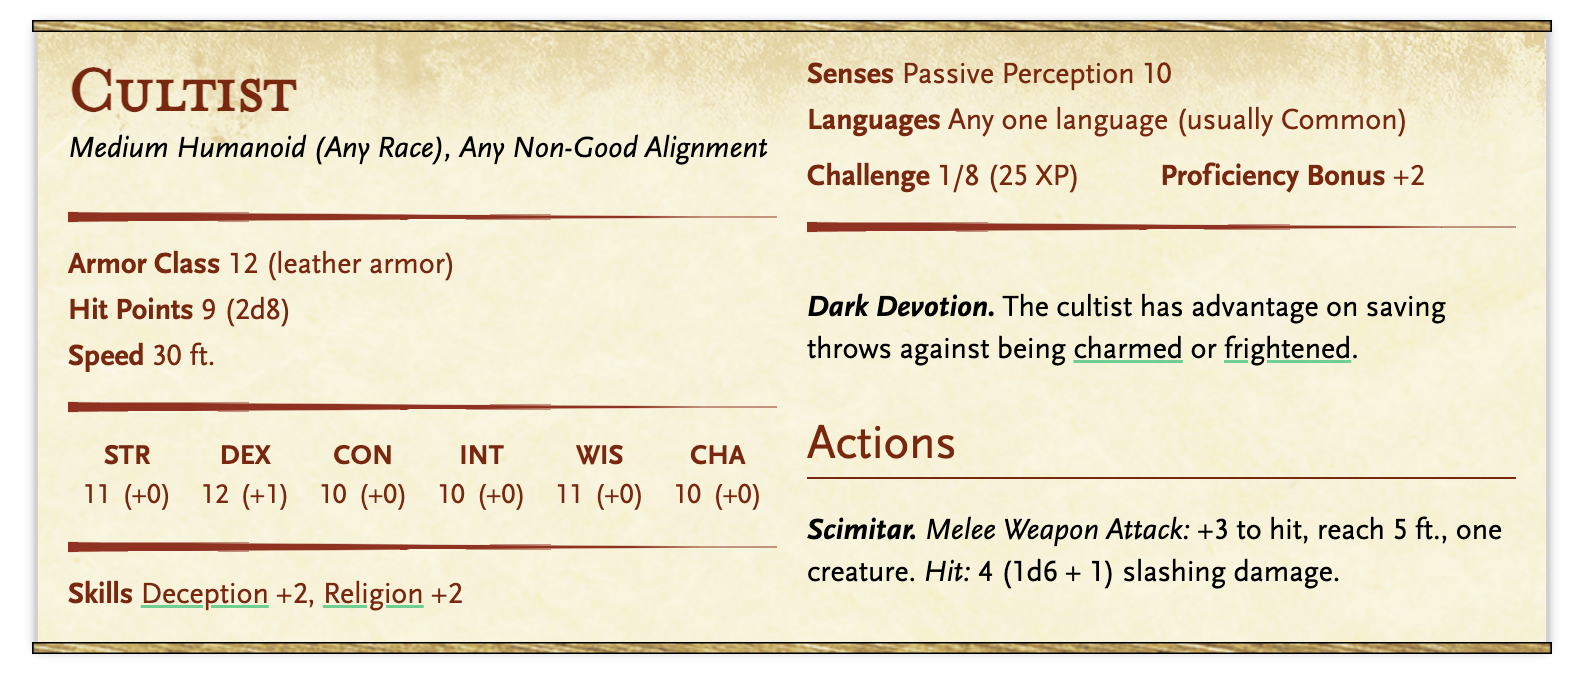 Cultist
Medium Humanoid (Any Race), Any Non-Good Alignment
Armor Class 12 (leather armor)
Hit Points 9 (2d8)
Speed 30 ft.
STR DEX CON INT WIS CHA
11 (+0) 12 (+1) 10 (+0) 10 (+0) 11 (+0) 10 (+0)
Skills Deception +2, Religion +2
Senses Passive Perception 10
Languages Any one language (usually Common)
Challenge 1/8 (25 XP) Proficiency Bonus +2
Dark Devotion. The cultist has advantage on saving
throws against being charmed or frightened.
Actions
Scimitar. Melee Weapon Attack: +3 to hit, reach 5 ft., one
creature. Hit: 4 (1d6 + 1) slashing damage.